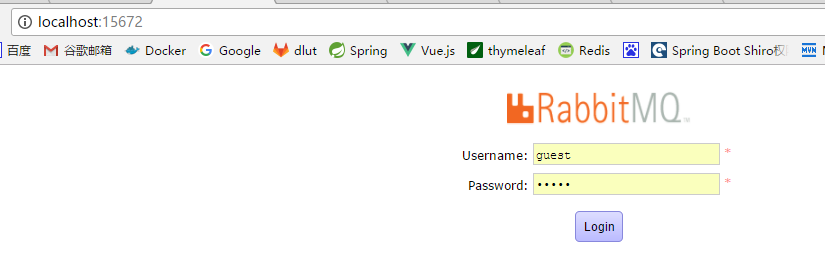 localhost:15672
百度 谷歌邮箱 Docker Google dlut Spring Vue.js thymeleaf Redis Spring Boot Shiro权
RabbitMQ
Username: guest *
Password: ••••• *
Login